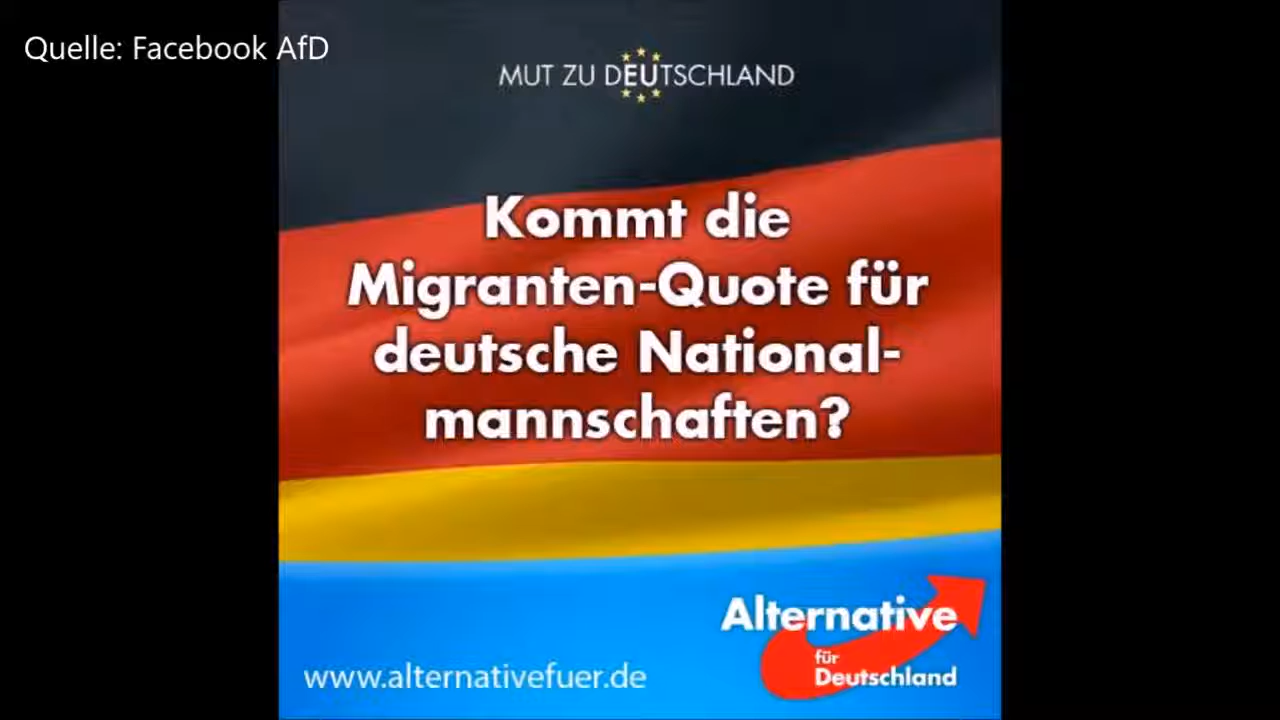 Quelle: Facebook AfD
MUT ZU DEUTSCHLAND
Kommt die
Migranten-Quote für
deutsche National-
mannschaften?
Alternative
für
Deutschland
www.alternativefuer.de